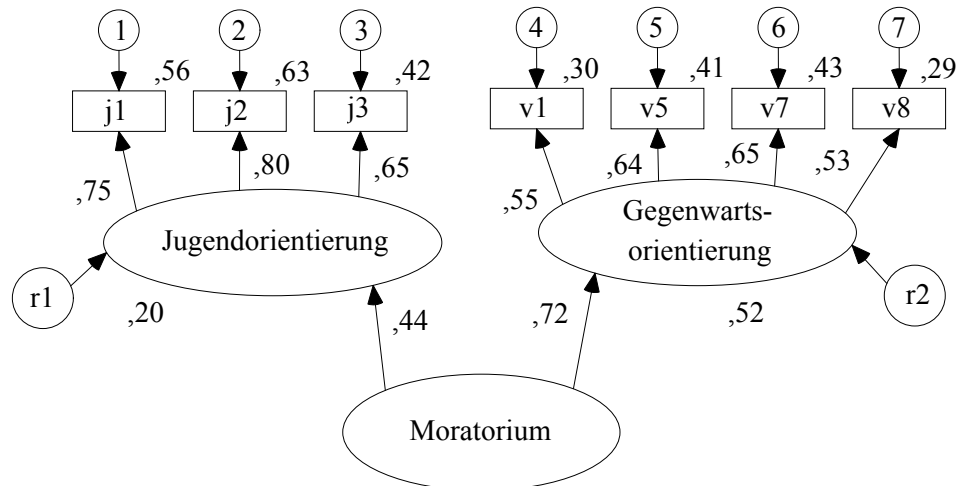 1 2 3 4 5 6 7
,56 ,63 ,42 ,30 ,41 ,43 ,29
j1 j2 j3 v1 v5 v7 v8
,75 ,80 ,65 ,55 ,64 ,65 ,53
Jugendorientierung
Gegenwarts-
orientierung
r1 ,20 ,44 ,72 ,52 r2
Moratorium